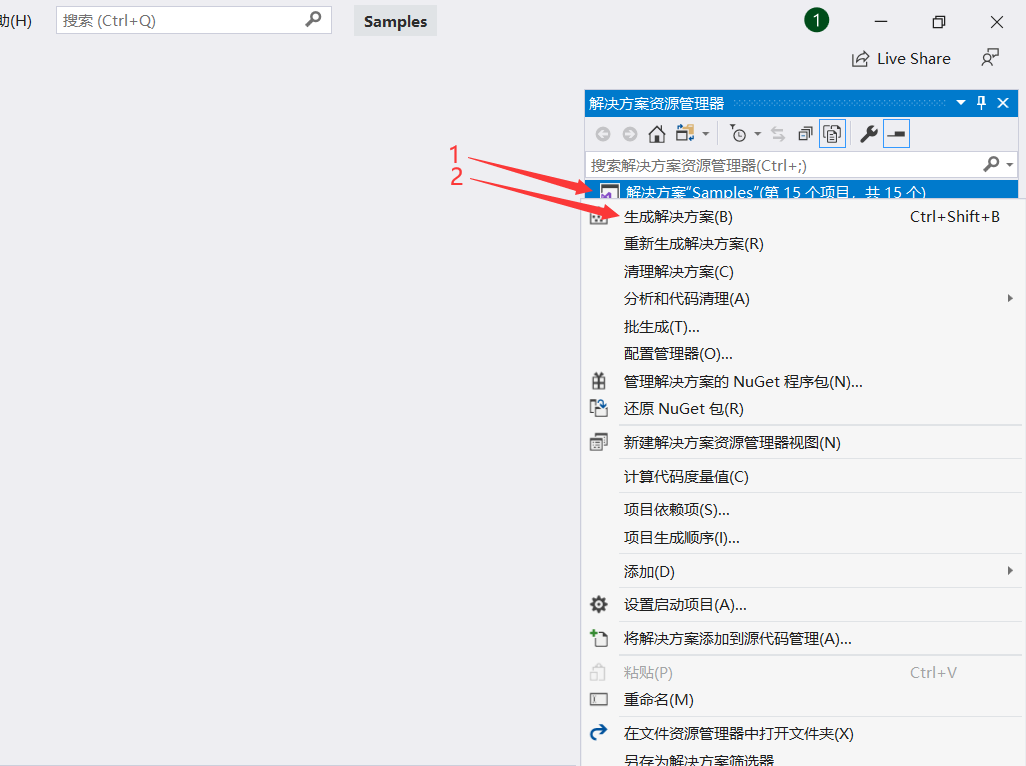 助(H)
搜索 (Ctrl+Q)
Samples
1
Live Share
解决方案资源管理器
搜索解决方案资源管理器(Ctrl+;)
1
2
解决方案"Samples"(第 15 个项目，共 15 个)
生成解决方案(B) Ctrl+Shift+B
重新生成解决方案(R)
清理解决方案(C)
分析和代码清理(A)
批生成(T)...
配置管理器(O)...
管理解决方案的 NuGet 程序包(N)...
还原 NuGet 包(R)
新建解决方案资源管理器视图(N)
计算代码度量值(C)
项目依赖项(S)...
项目生成顺序(I)...
添加(D)
设置启动项目(A)...
将解决方案添加到源代码管理(A)...
粘贴(P) Ctrl+V
重命名(M)
在文件资源管理器中打开文件夹(X)
另存为解决方案筛选器